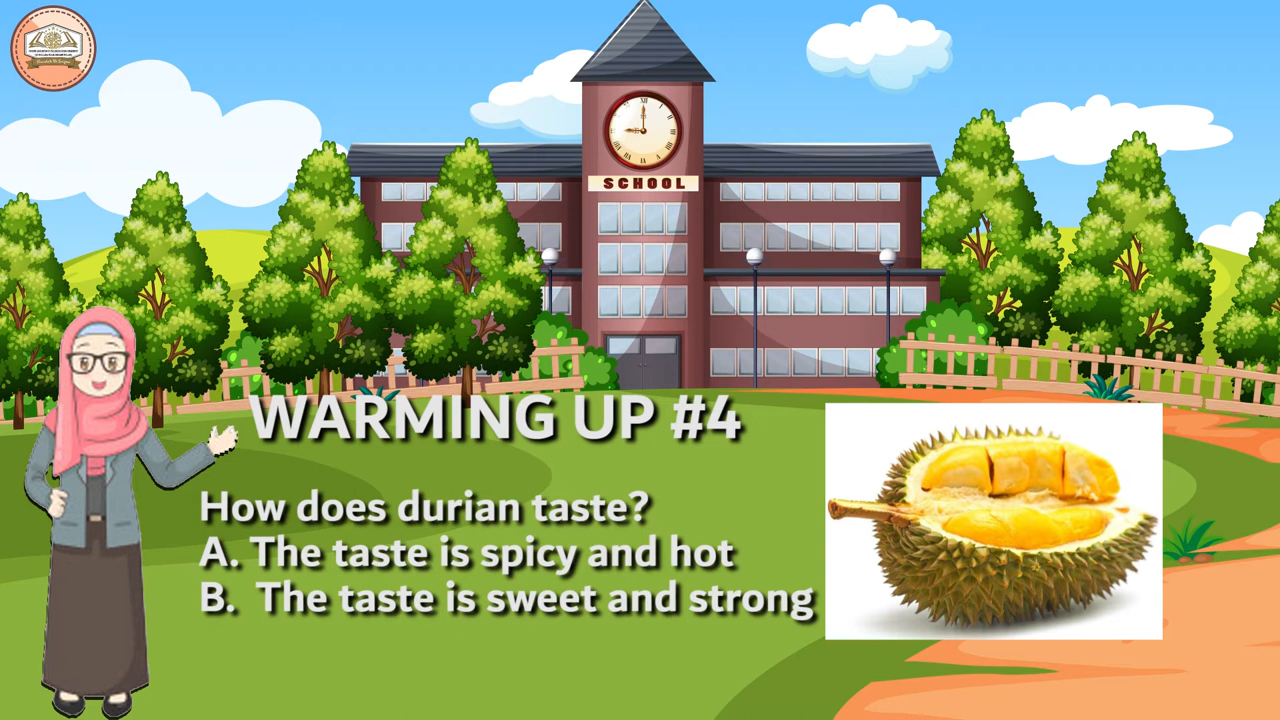 SCHOOL
WARMING UP #4
How does durian taste?
A. The taste is spicy and hot
B. The taste is sweet and strong